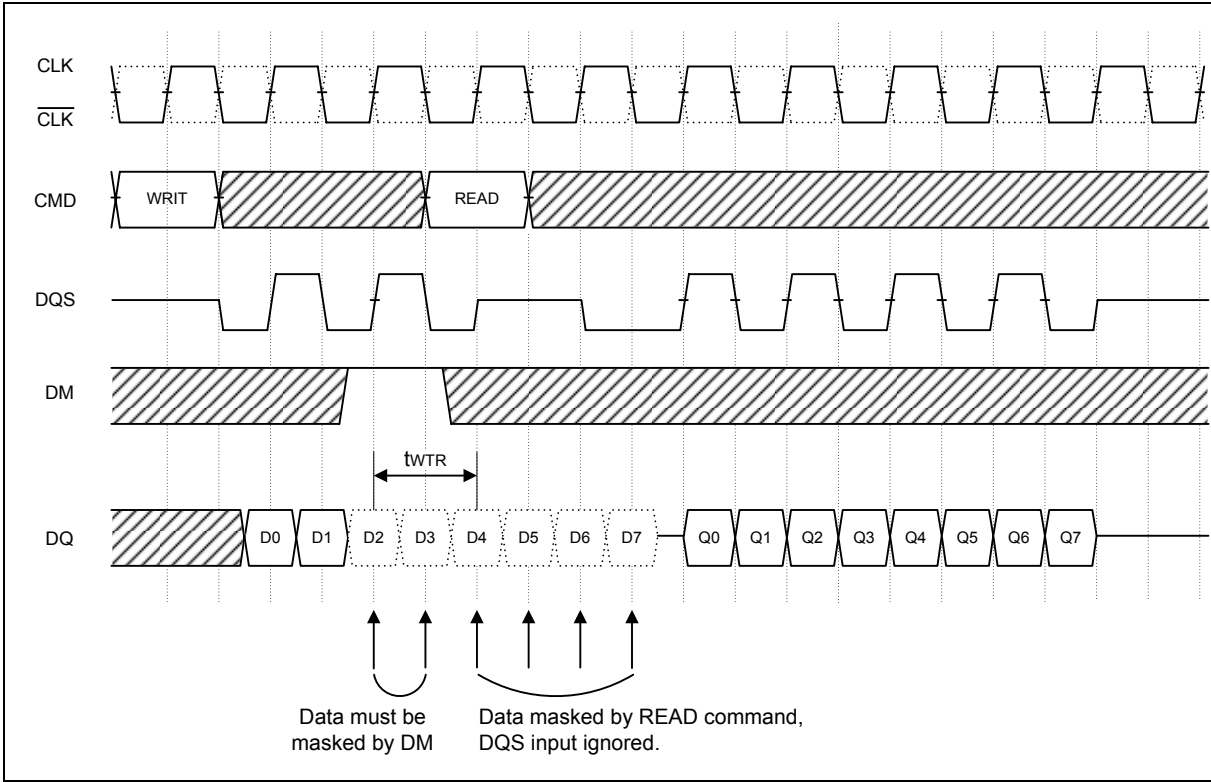 CLK
CLK
CMD WRIT READ
DQS
DM
tWTR
DQ D0 D1 D2 D3 D4 D5 D6 D7 Q0 Q1 Q2 Q3 Q4 Q5 Q6 Q7
Data must be
masked by DM
Data masked by READ command,
DQS input ignored.